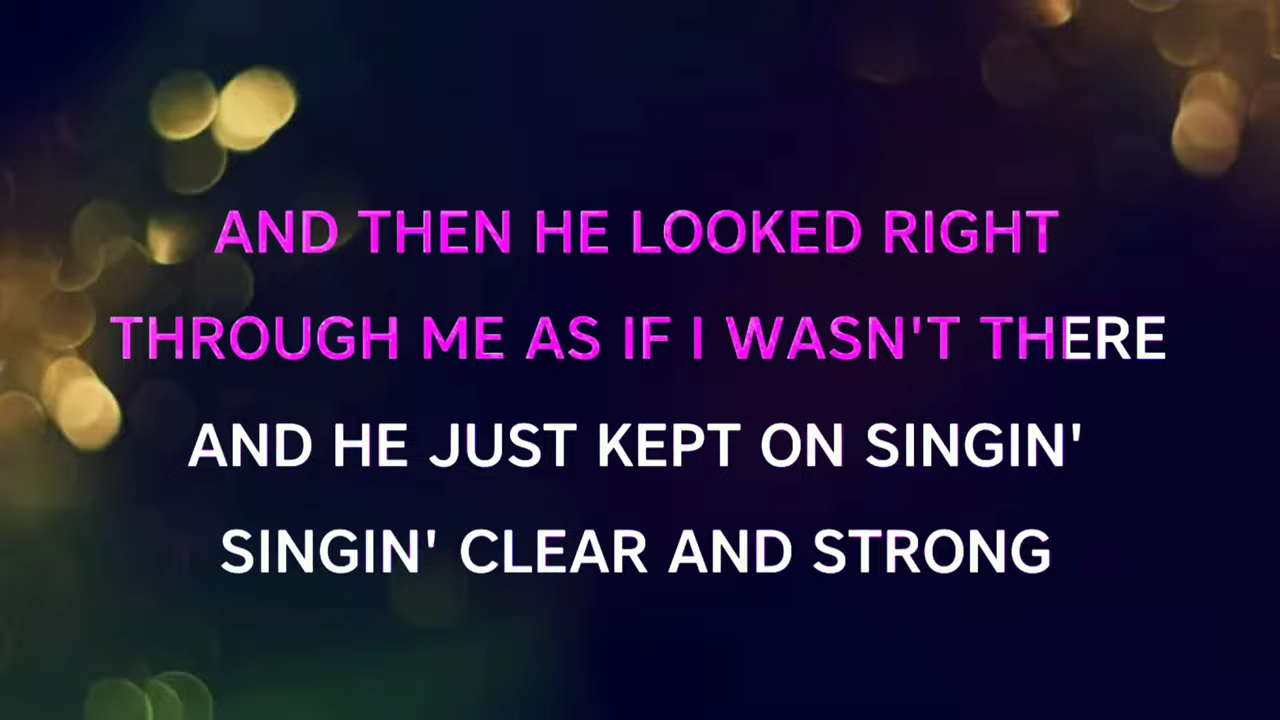 AND THEN HE LOOKED RIGHT
THROUGH ME AS IF I WASN'T THERE
AND HE JUST KEPT ON SINGIN'
SINGIN' CLEAR AND STRONG